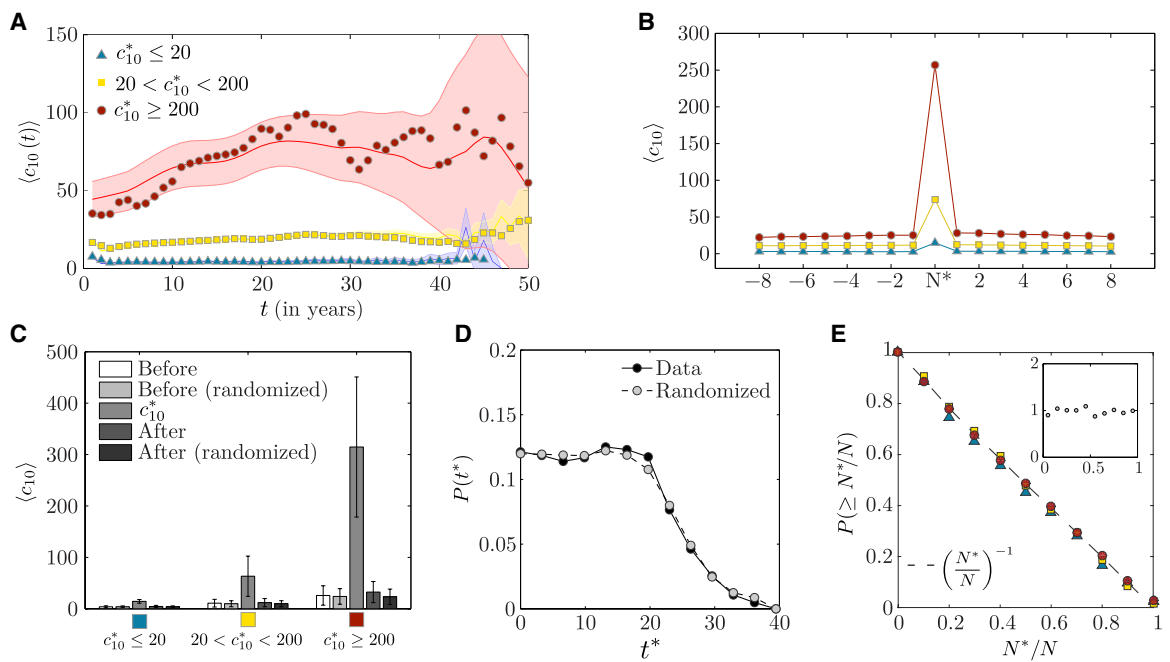 A
150
100
50
0
⟨c₁₀(t)⟩
c*₁₀ ≤ 20
20 < c*₁₀ < 200
c*₁₀ ≥ 200
1 10 20 30 40 50
t (in years)
B
300
250
200
150
100
50
0
⟨c₁₀⟩
−8 −6 −4 −2 N* 2 4 6 8
C
500
400
300
200
100
0
⟨c₁₀⟩
Before
Before (randomized)
c*₁₀
After
After (randomized)
c*₁₀ ≤ 20 20 < c*₁₀ < 200 c*₁₀ ≥ 200
D
0.2
0.15
0.1
0.05
0
P(t*)
Data
Randomized
0 10 20 30 40
t*
E
1
0.8
0.6
0.4
0.2
0
P(≥ N*/N)
2
1
0
0 0.5 1
(N*/N)⁻¹
0 0.2 0.4 0.6 0.8 1
N*/N